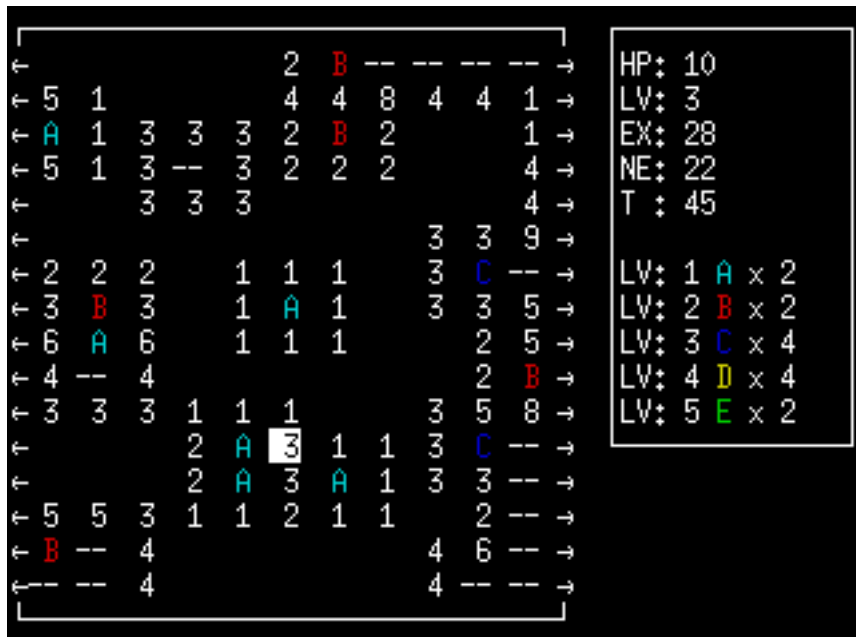 ← 2 B -- -- -- -- →
← 5 1 4 4 8 4 4 1 →
← A 1 3 3 3 2 B 2 1 →
← 5 1 3 -- 3 2 2 2 4 →
← 3 3 3 4 →
← 3 3 9 →
← 2 2 2 1 1 1 3 C -- →
← 3 B 3 1 A 1 3 3 5 →
← 6 A 6 1 1 1 2 5 →
← 4 -- 4 2 B →
← 3 3 3 1 1 1 3 5 8 →
← 2 A 3 1 1 3 C -- →
← 2 A 3 A 1 3 3 -- →
← 5 5 3 1 1 2 1 1 2 -- →
← B -- 4 4 6 -- →
← -- -- 4 4 -- -- →
HP: 10
LV: 3
EX: 28
NE: 22
T : 45
LV: 1 A x 2
LV: 2 B x 2
LV: 3 C x 4
LV: 4 D x 4
LV: 5 E x 2